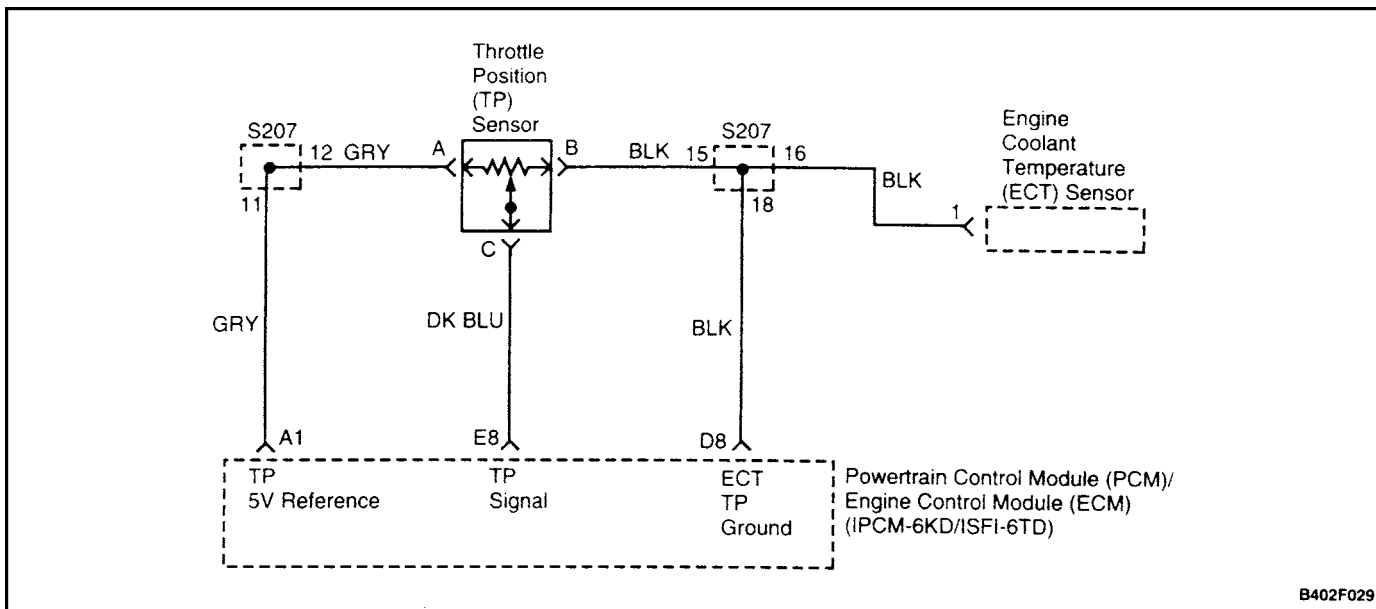 Throttle
Position
(TP)
Sensor
S207
12 GRY
11
A
B
C
BLK
S207
15
16
18
BLK
Engine
Coolant
Temperature
(ECT) Sensor
1
GRY
DK BLU
BLK
A1
E8
D8
TP
5V Reference
TP
Signal
ECT
TP
Ground
Powertrain Control Module (PCM)/
Engine Control Module (ECM)
(IPCM-6KD/ISFI-6TD)
B402F029